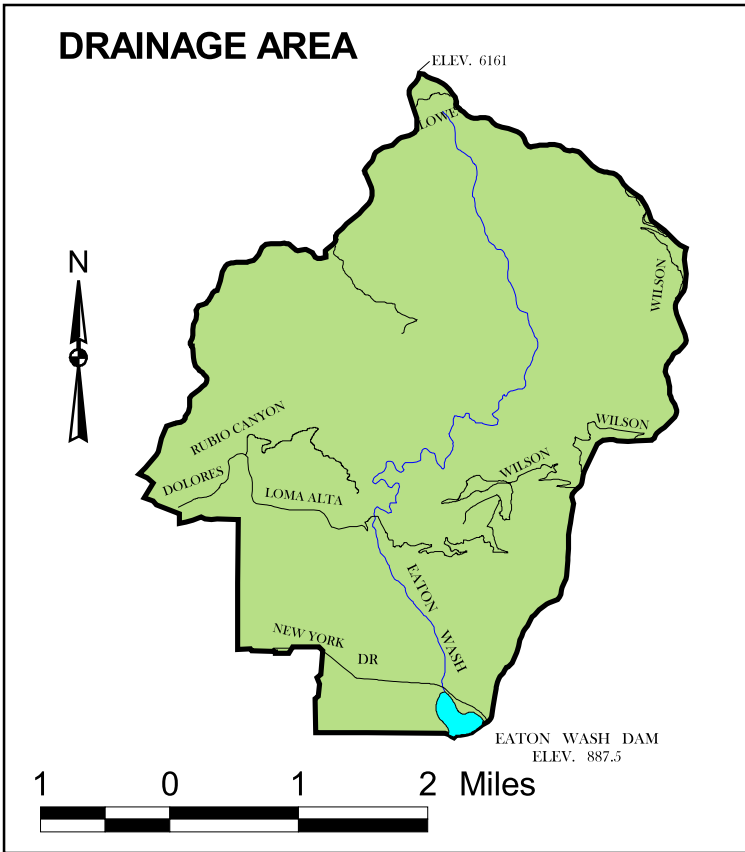 DRAINAGE AREA
ELEV. 6161
LOWE
N
WILSON
RUBIO CANYON
WILSON
DOLORES
WILSON
LOMA ALTA
EATON WASH
NEW YORK DR
EATON WASH DAM
ELEV. 887.5
1 0 1 2 Miles